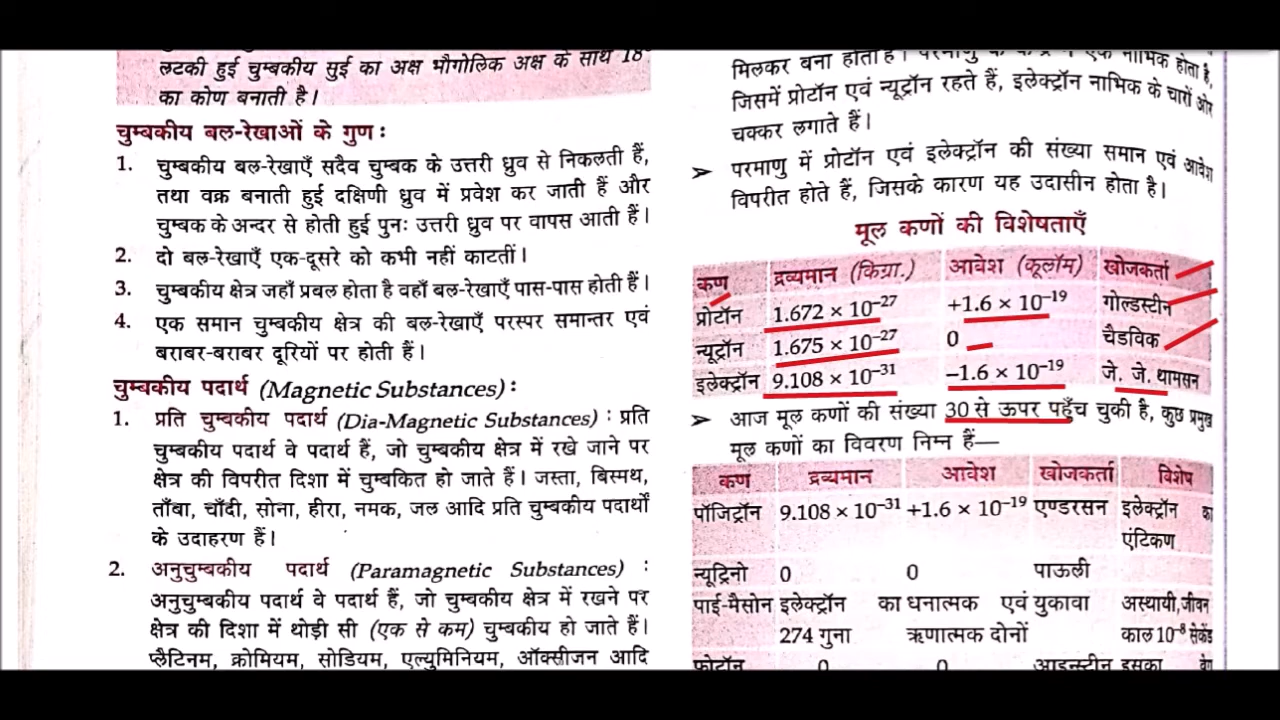 लटकी हुई चुम्बकीय सुई का अक्ष भौगोलिक अक्ष के साथ 18°
का कोण बनाती है।
चुम्बकीय बल-रेखाओं के गुण :
1. चुम्बकीय बल-रेखाएँ सदैव चुम्बक के उत्तरी ध्रुव से निकलती हैं,
तथा वक्र बनाती हुई दक्षिणी ध्रुव में प्रवेश कर जाती हैं और
चुम्बक के अन्दर से होती हुई पुनः उत्तरी ध्रुव पर वापस आती हैं।
2. दो बल-रेखाएँ एक-दूसरे को कभी नहीं काटतीं।
3. चुम्बकीय क्षेत्र जहाँ प्रबल होता है वहाँ बल-रेखाएँ पास-पास होती हैं।
4. एक समान चुम्बकीय क्षेत्र की बल-रेखाएँ परस्पर समान्तर एवं
बराबर-बराबर दूरियों पर होती हैं।
चुम्बकीय पदार्थ (Magnetic Substances) :
1. प्रति चुम्बकीय पदार्थ (Dia-Magnetic Substances) : प्रति
चुम्बकीय पदार्थ वे पदार्थ हैं, जो चुम्बकीय क्षेत्र में रखे जाने पर
क्षेत्र की विपरीत दिशा में चुम्बकित हो जाते हैं। जस्ता, बिस्मथ,
ताँबा, चाँदी, सोना, हीरा, नमक, जल आदि प्रति चुम्बकीय पदार्थों
के उदाहरण हैं।
2. अनुचुम्बकीय पदार्थ (Paramagnetic Substances) :
अनुचुम्बकीय पदार्थ वे पदार्थ हैं, जो चुम्बकीय क्षेत्र में रखने पर
क्षेत्र की दिशा में थोड़ी सी (एक से कम) चुम्बकीय हो जाते हैं।
प्लैटिनम, क्रोमियम, सोडियम, एल्युमिनियम, ऑक्सीजन आदि
मिलकर बना होता है। परमाणु के एक नाभिक होता है,
जिसमें प्रोटॉन एवं न्यूट्रॉन रहते हैं, इलेक्ट्रॉन नाभिक के चारों ओर
चक्कर लगाते हैं।
➤ परमाणु में प्रोटॉन एवं इलेक्ट्रॉन की संख्या समान एवं आवेश
विपरीत होते हैं, जिसके कारण यह उदासीन होता है।
मूल कणों की विशेषताएँ
कण द्रव्यमान (किग्रा.) आवेश (कूलॉम) खोजकर्ता
प्रोटॉन 1.672 × 10⁻²⁷ +1.6 × 10⁻¹⁹ गोल्डस्टीन
न्यूट्रॉन 1.675 × 10⁻²⁷ 0 चैडविक
इलेक्ट्रॉन 9.108 × 10⁻³¹ –1.6 × 10⁻¹⁹ जे. जे. थामसन
➤ आज मूल कणों की संख्या 30 से ऊपर पहुँच चुकी है, कुछ प्रमुख
मूल कणों का विवरण निम्न हैं—
कण द्रव्यमान आवेश खोजकर्ता विशेष
पॉजिट्रॉन 9.108 × 10⁻³¹ +1.6 × 10⁻¹⁹ एण्डरसन इलेक्ट्रॉन का
एंटिकण
न्यूट्रिनो 0 0 पाऊली
पाई-मैसोन इलेक्ट्रॉन का धनात्मक एवं युकावा अस्थायी, जीवन
274 गुना ऋणात्मक दोनों काल 10⁻⁸ सेकेंड
फोटॉन 0 0 आइन्स्टीन इसका वेग